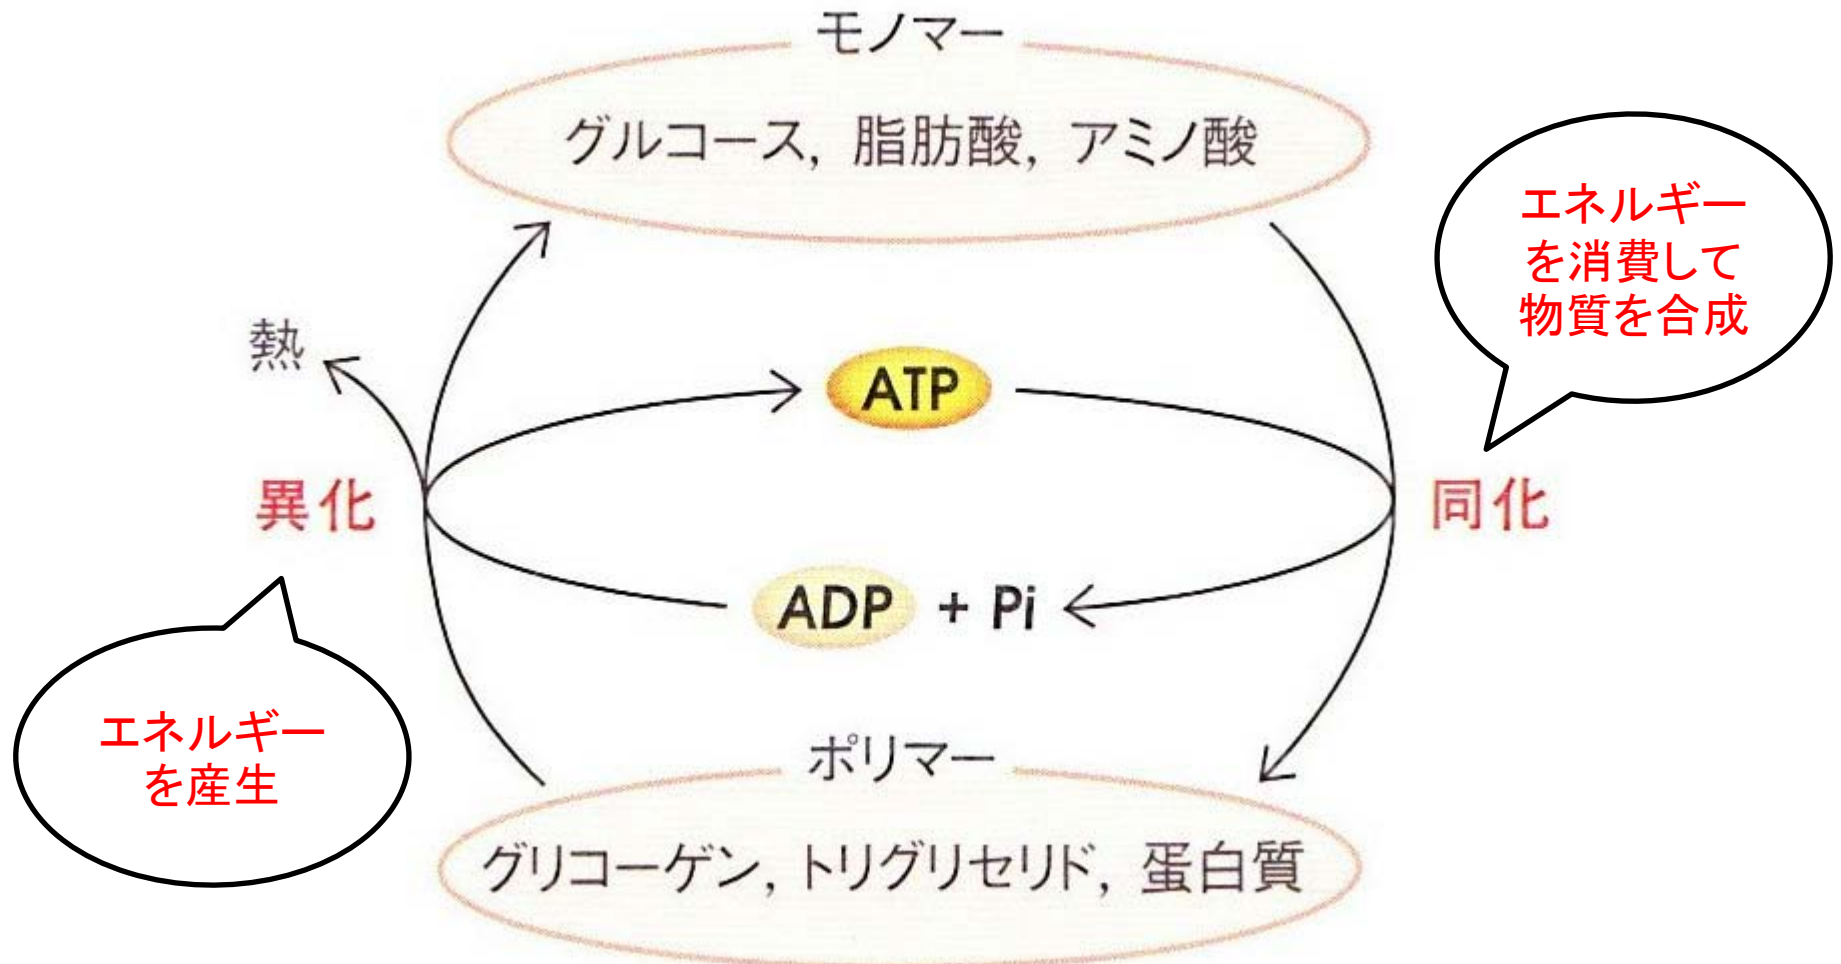 モノマー
グルコース, 脂肪酸, アミノ酸
エネルギー
を消費して
物質を合成
熱
ATP
異化
同化
ADP + Pi
エネルギー
を産生
ポリマー
グリコーゲン, トリグリセリド, 蛋白質